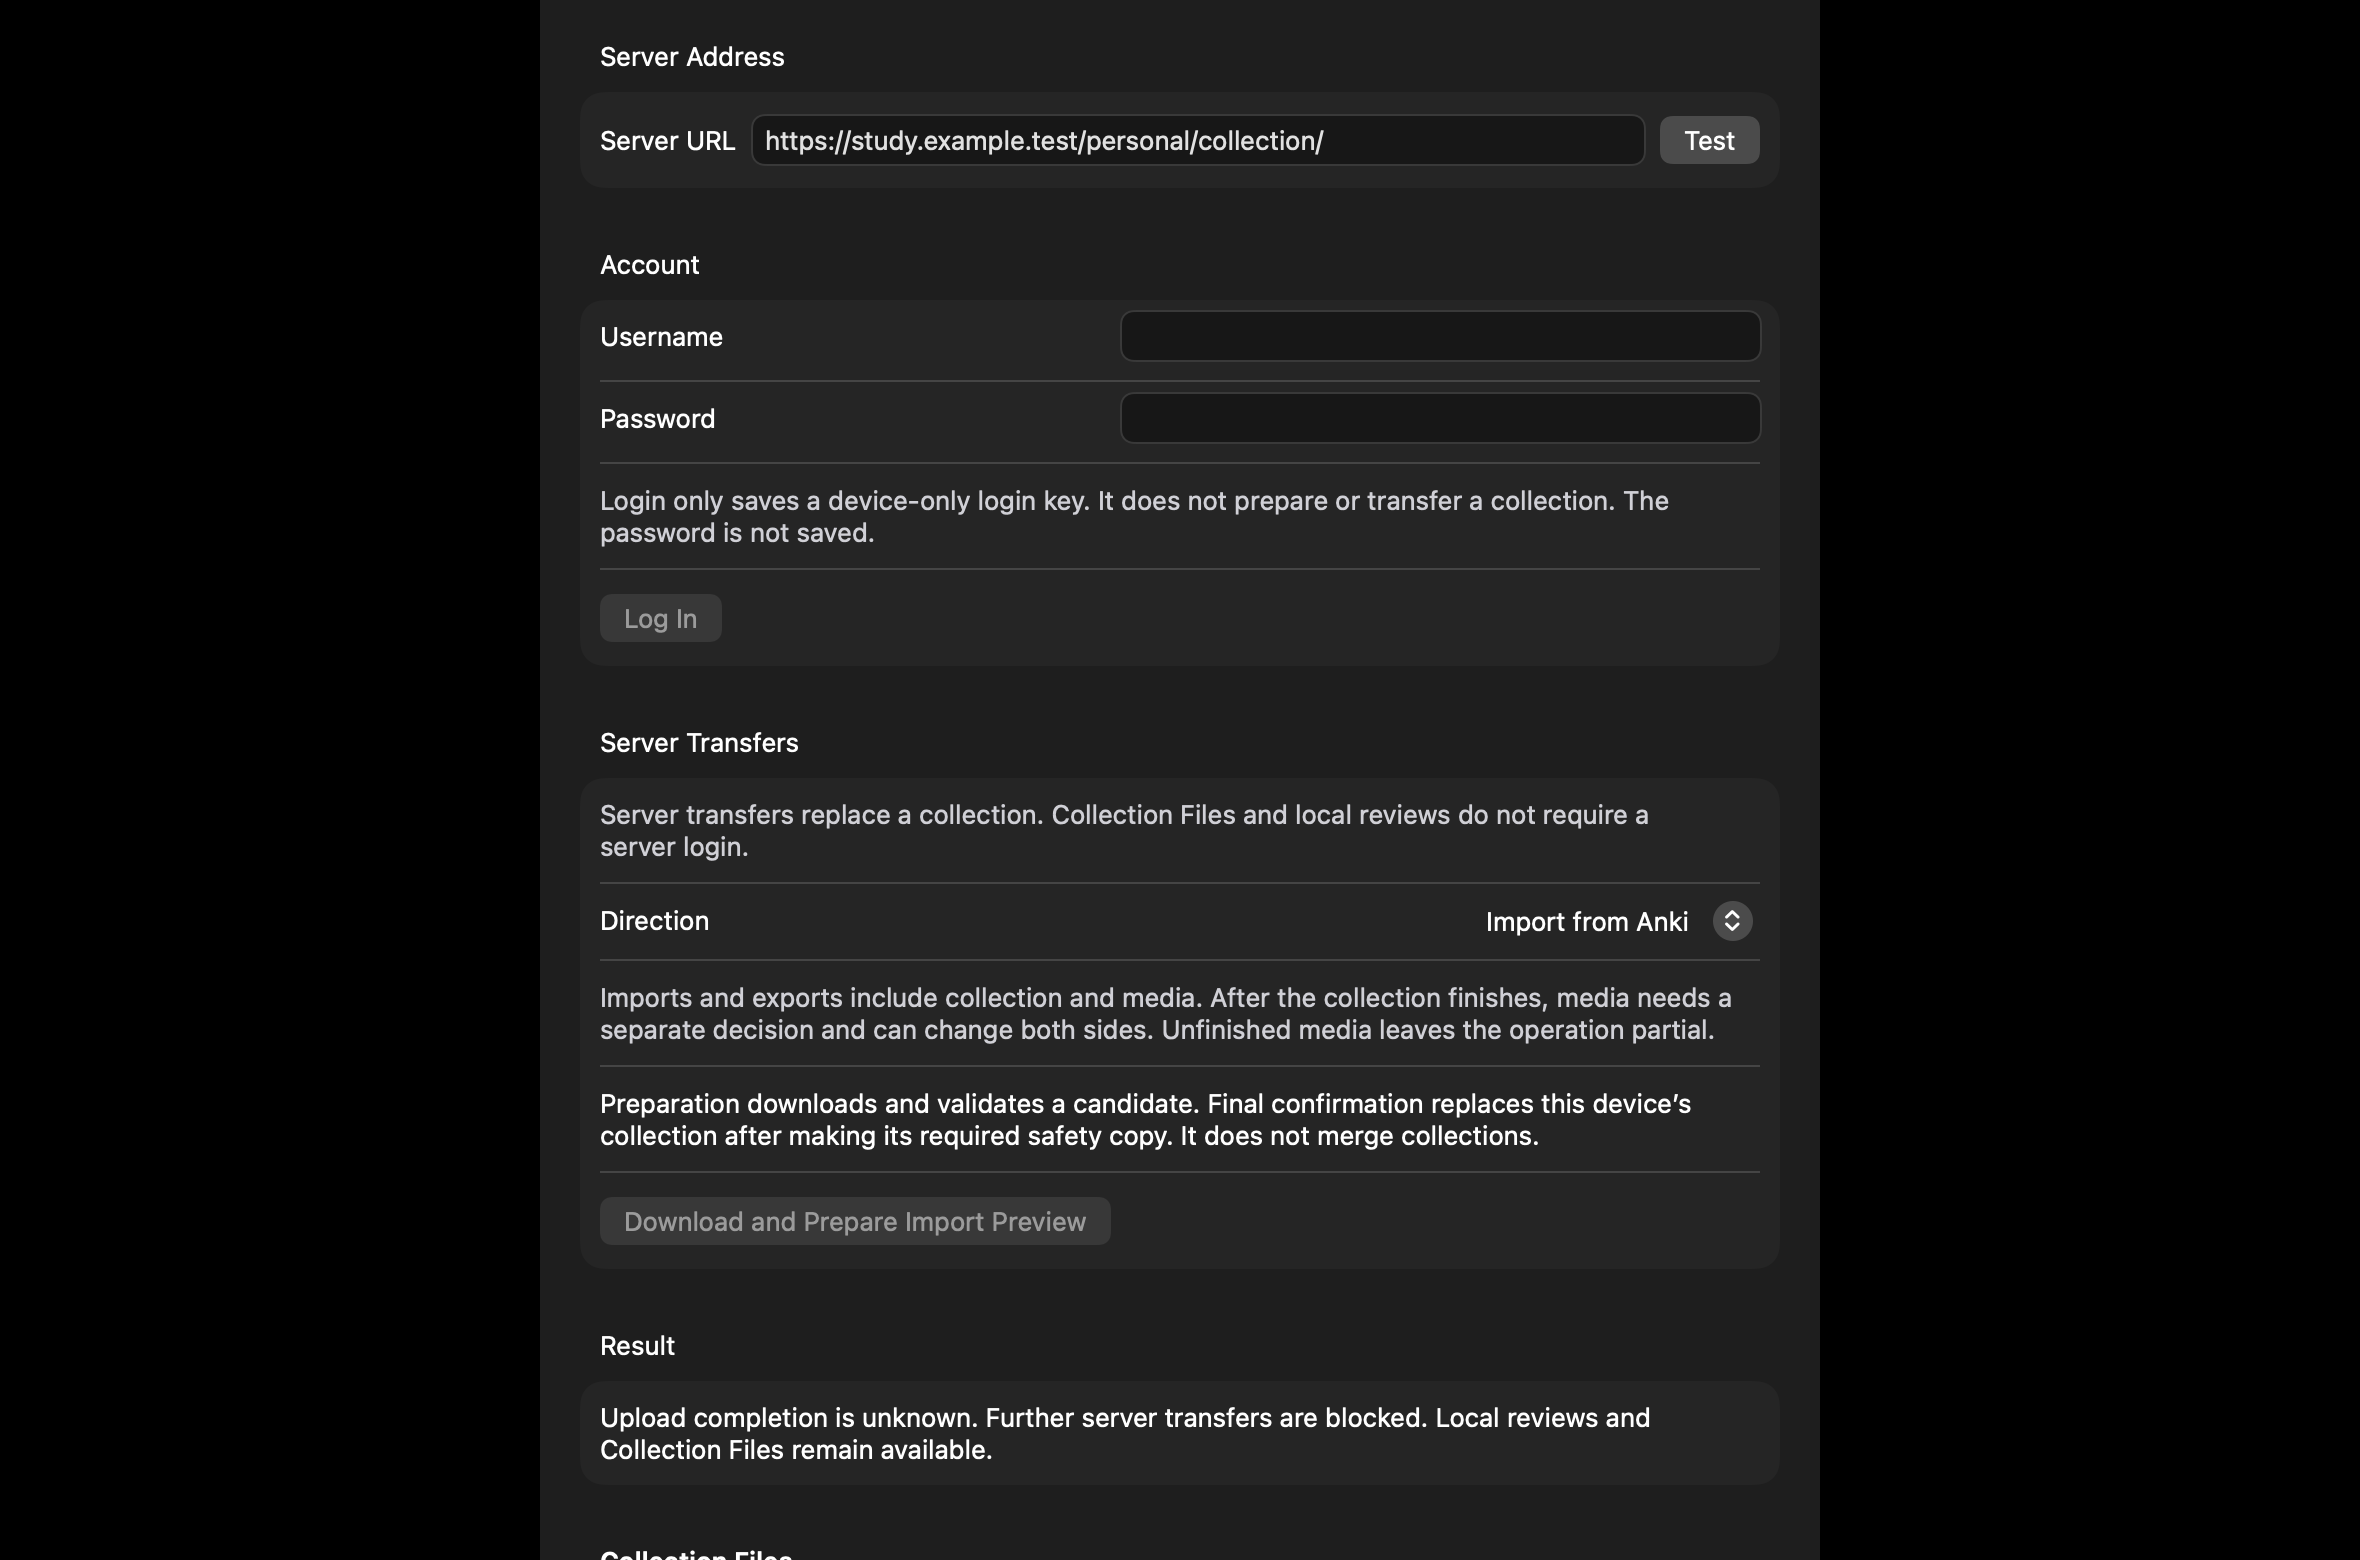 Server Address
Server URL https://study.example.test/personal/collection/ Test
Account
Username
Password
Login only saves a device-only login key. It does not prepare or transfer a collection. The
password is not saved.
Log In
Server Transfers
Server transfers replace a collection. Collection Files and local reviews do not require a
server login.
Direction Import from Anki
Imports and exports include collection and media. After the collection finishes, media needs a
separate decision and can change both sides. Unfinished media leaves the operation partial.
Preparation downloads and validates a candidate. Final confirmation replaces this device’s
collection after making its required safety copy. It does not merge collections.
Download and Prepare Import Preview
Result
Upload completion is unknown. Further server transfers are blocked. Local reviews and
Collection Files remain available.
Collection Files